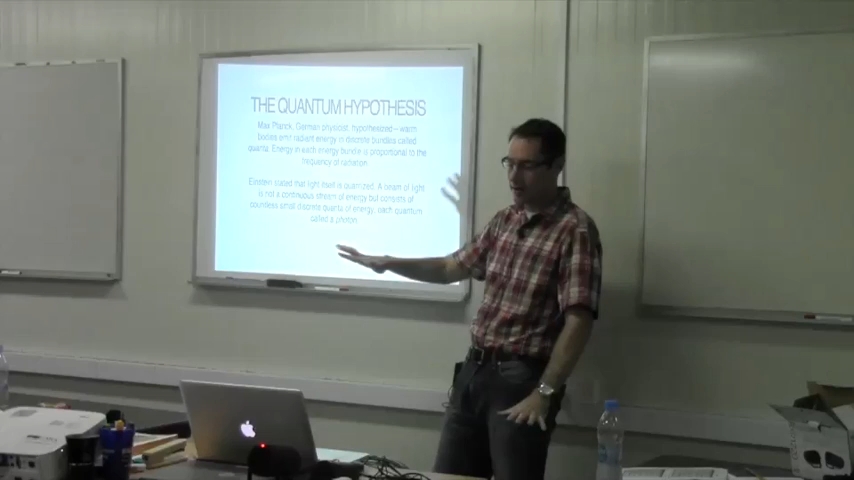 THE QUANTUM HYPOTHESIS
Max Planck, German physicist, hypothesized—warm
bodies emit radiant energy in discrete bundles called
quanta. Energy in each energy bundle is proportional to the
frequency of radiation.
Einstein stated that light itself is quantized. A beam of light
is not a continuous stream of energy but consists of
countless small discrete quanta of energy, each quantum
called a photon.